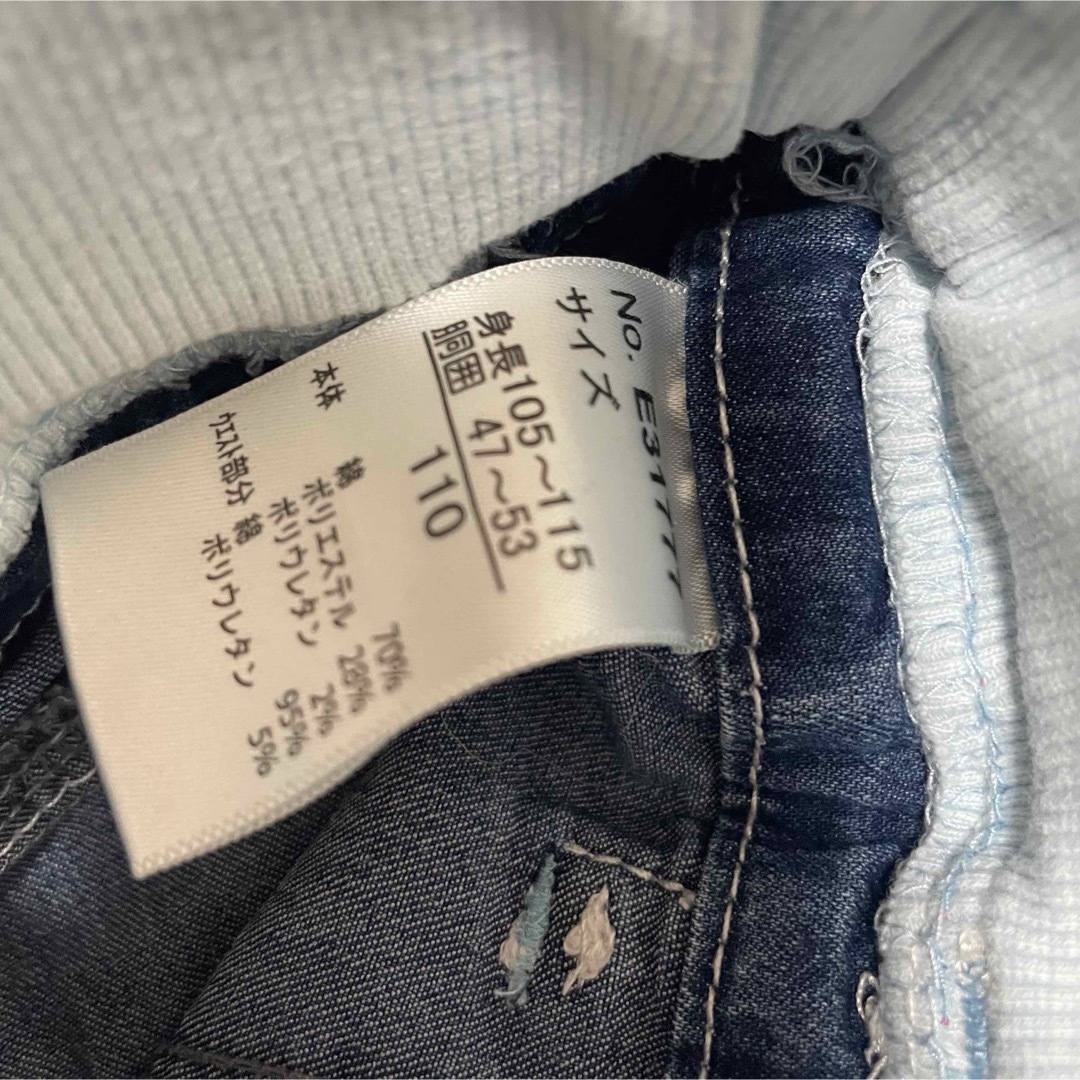 No. E31777
サイズ
身長105〜115
胴囲 47〜53
110
本体 綿 70%
ポリエステル 28%
ポリウレタン 2%
ウエスト部分 綿 95%
ポリウレタン 5%